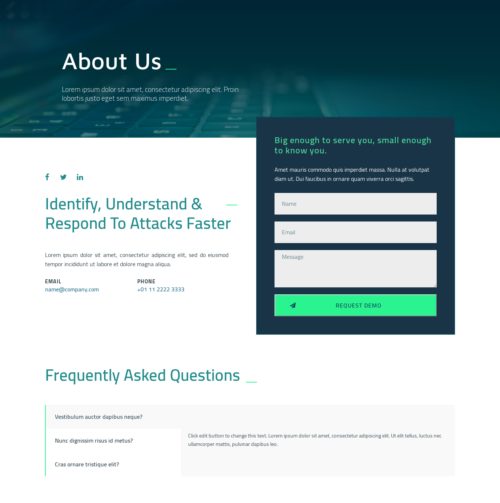 About Us
Lorem ipsum dolor sit amet, consectetur adipiscing elit. Proin
lobortis justo eget sem maximus imperdiet.
Big enough to serve you, small enough
to know you.
Amet mauris commodo quis imperdiet massa. Nulla at volutpat
diam ut. Dui faucibus in ornare quam viverra orci sagittis.
Name
Email
Message
REQUEST DEMO
Identify, Understand &
Respond To Attacks Faster
Lorem ipsum dolor sit amet, consectetur adipiscing elit, sed do eiusmod
tempor incididunt ut labore et dolore magna aliqua.
EMAIL
name@company.com
PHONE
+01 11 2222 3333
Frequently Asked Questions
Vestibulum auctor dapibus neque?
Nunc dignissim risus id metus?
Cras ornare tristique elit?
Click edit button to change this text. Lorem ipsum dolor sit amet, consectetur adipiscing elit. Ut elit tellus, luctus nec
ullamcorper mattis, pulvinar dapibus leo.